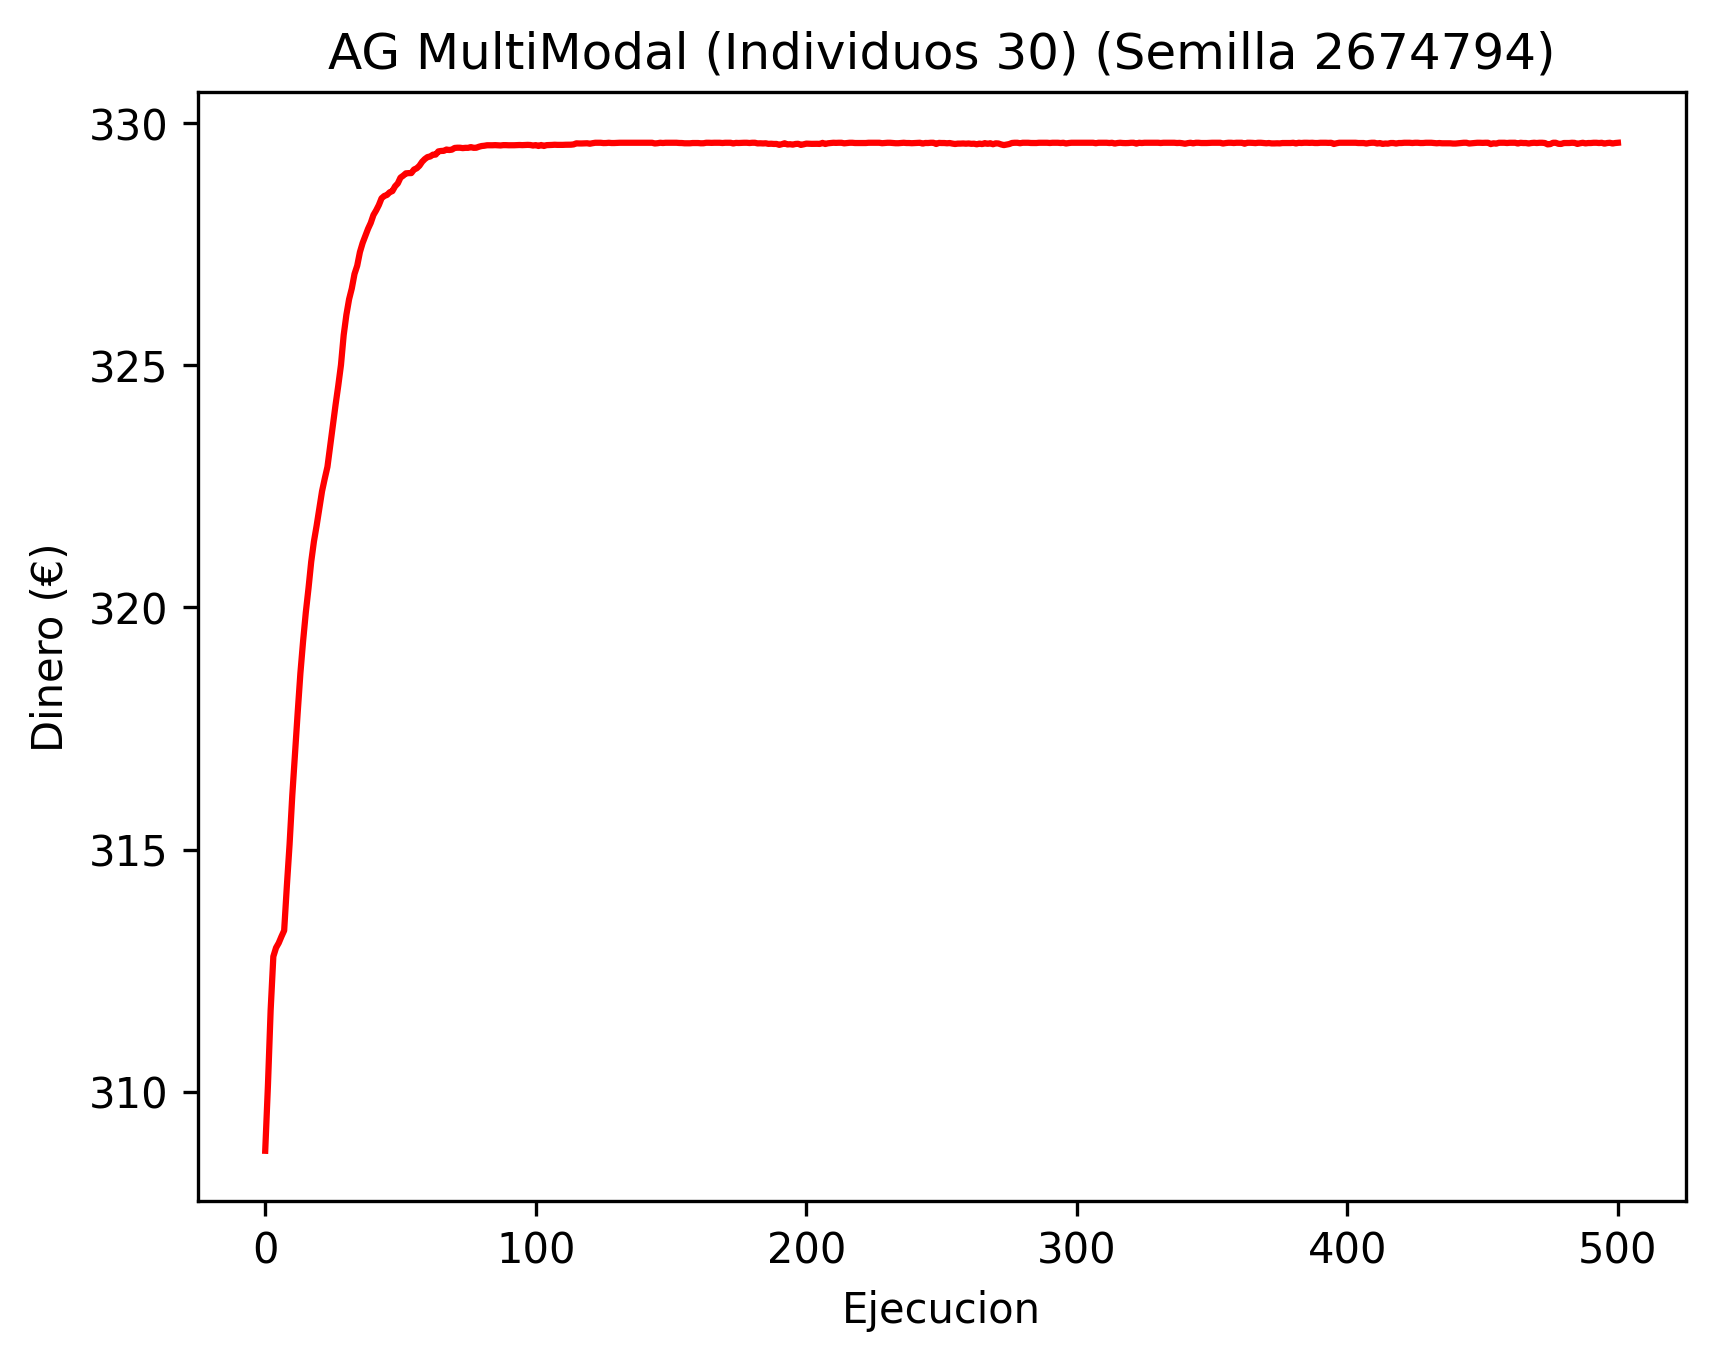 AG MultiModal (Individuos 30) (Semilla 2674794)
330
325
320
315
310
Dinero (€)
0 100 200 300 400 500
Ejecucion